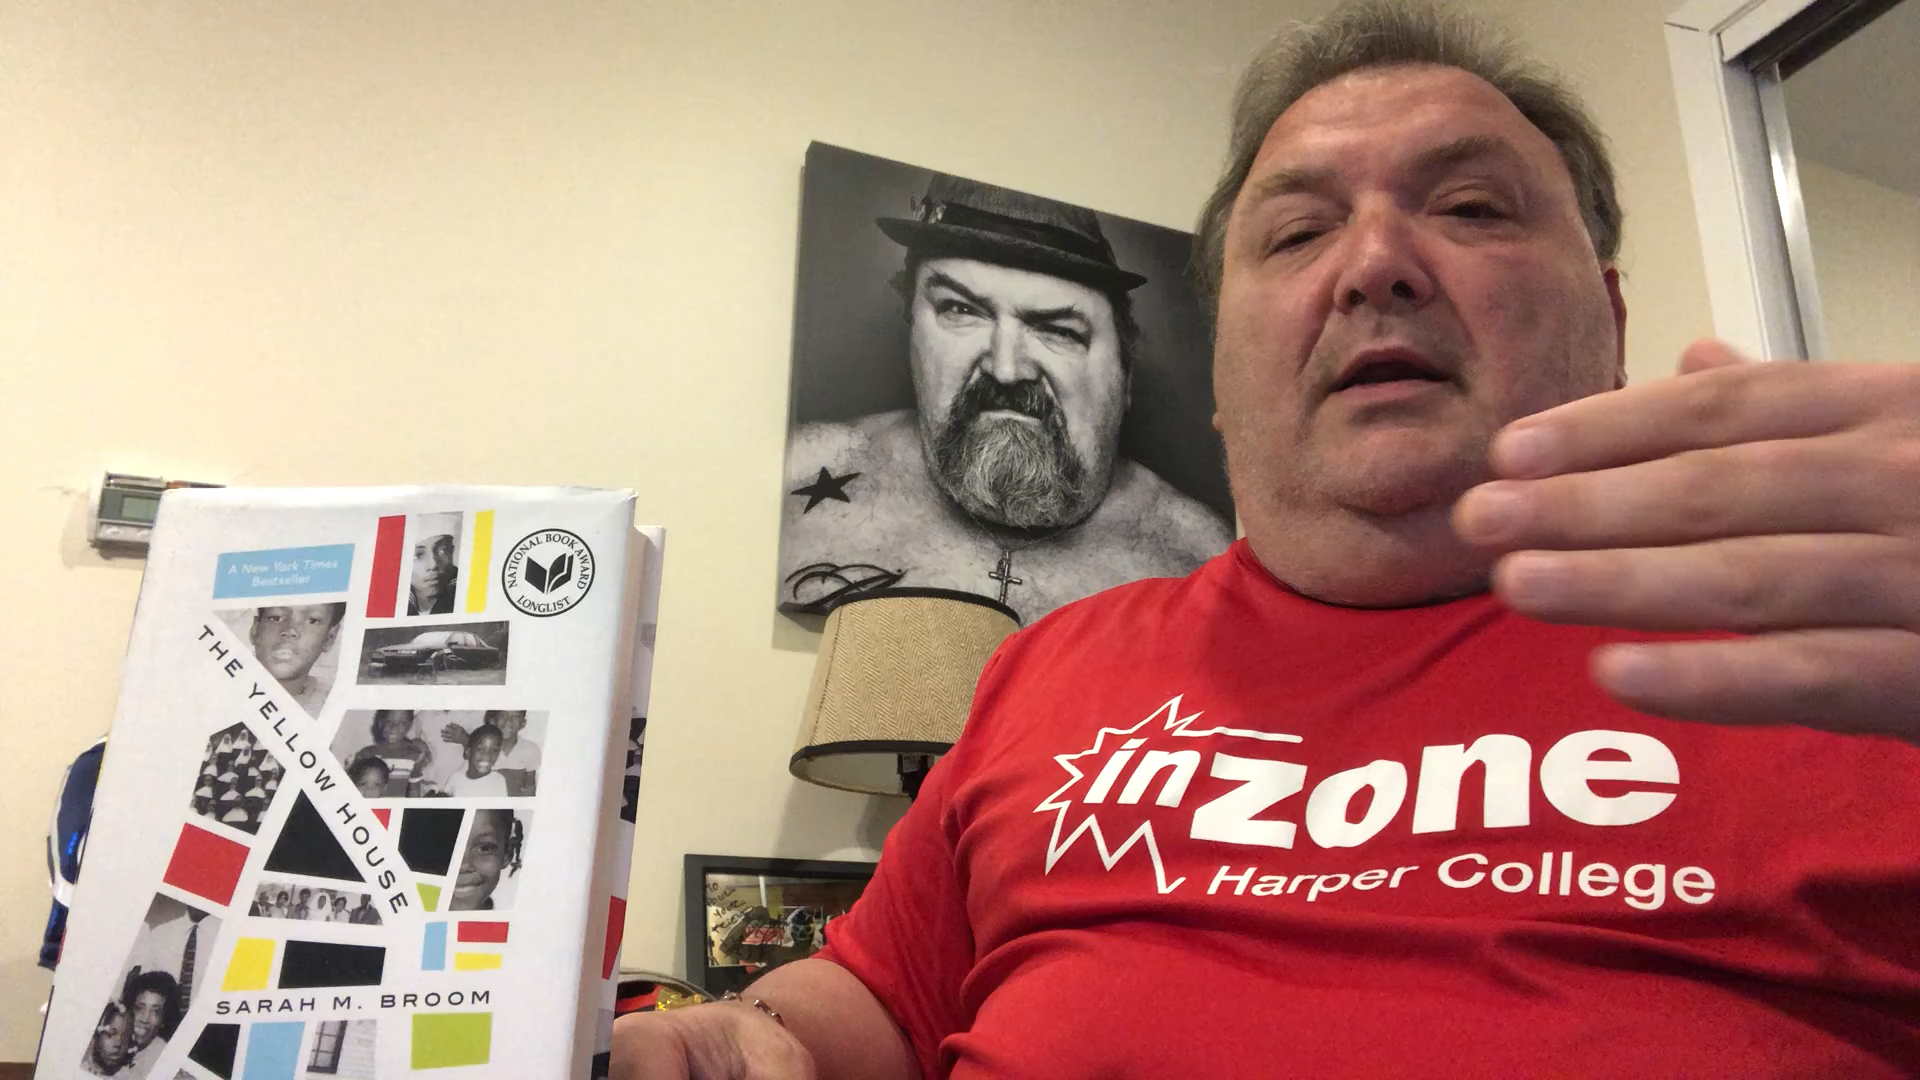 A New York Times
Bestseller
NATIONAL BOOK AWARD
LONGLIST
THE YELLOW HOUSE
SARAH M. BROOM
inzone
Harper College